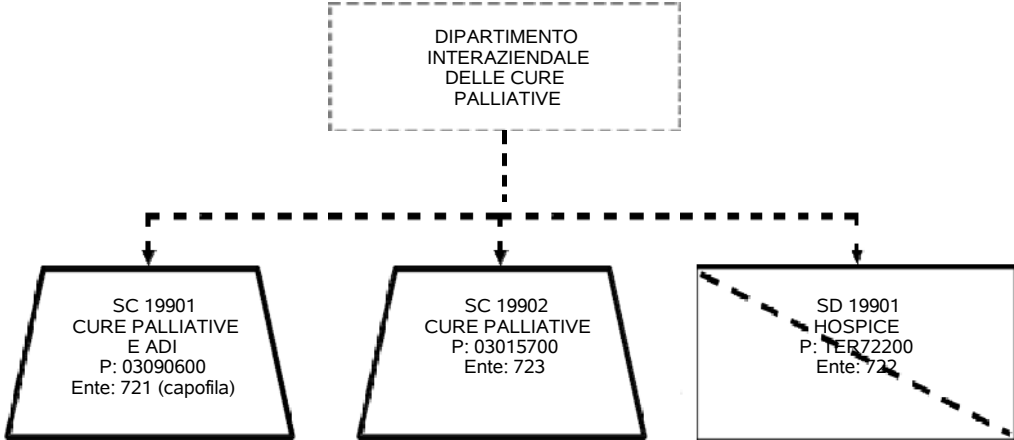 DIPARTIMENTO
INTERAZIENDALE
DELLE CURE
PALLIATIVE
SC 19901
CURE PALLIATIVE
E ADI
P: 03090600
Ente: 721 (capofila)
SC 19902
CURE PALLIATIVE
P: 03015700
Ente: 723
SD 19901
HOSPICE
P: TER72200
Ente: 722